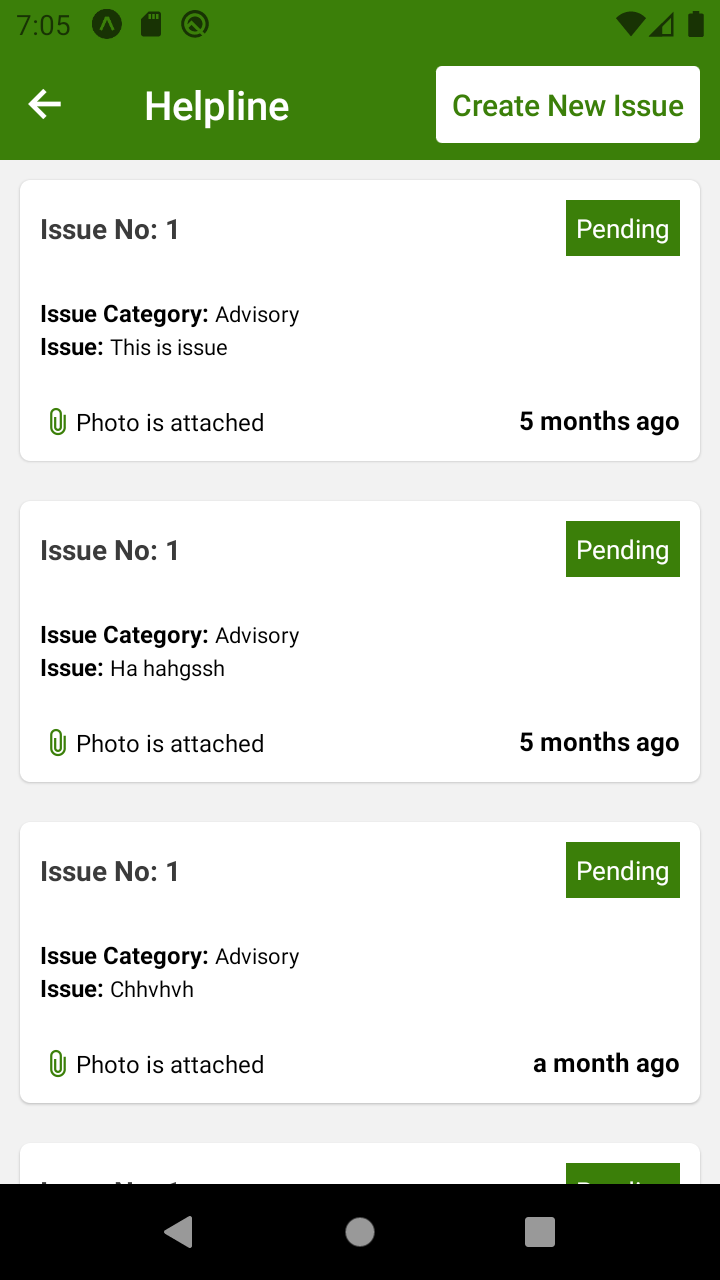 7:05
Helpline
Create New Issue
Issue No: 1
Pending
Issue Category: Advisory
Issue: This is issue
Photo is attached
5 months ago
Issue No: 1
Pending
Issue Category: Advisory
Issue: Ha hahgssh
Photo is attached
5 months ago
Issue No: 1
Pending
Issue Category: Advisory
Issue: Chhvhvh
Photo is attached
a month ago